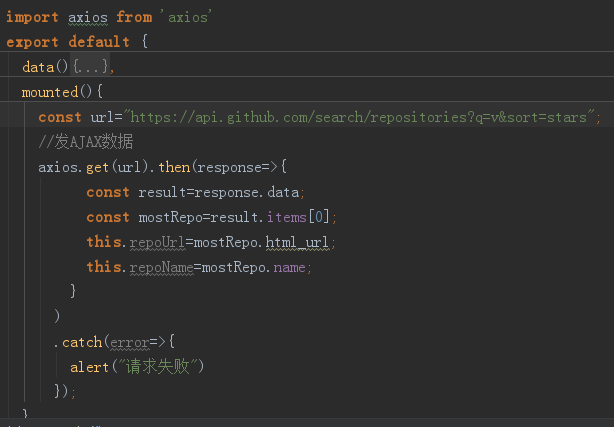 import axios from 'axios'
export default {
data(){...},
mounted(){
const url="https://api.github.com/search/repositories?q=v&sort=stars";
//发AJAX数据
axios.get(url).then(response=>{
const result=response.data;
const mostRepo=result.items[0];
this.repoUrl=mostRepo.html_url;
this.repoName=mostRepo.name;
}
)
.catch(error=>{
alert("请求失败")
});
}